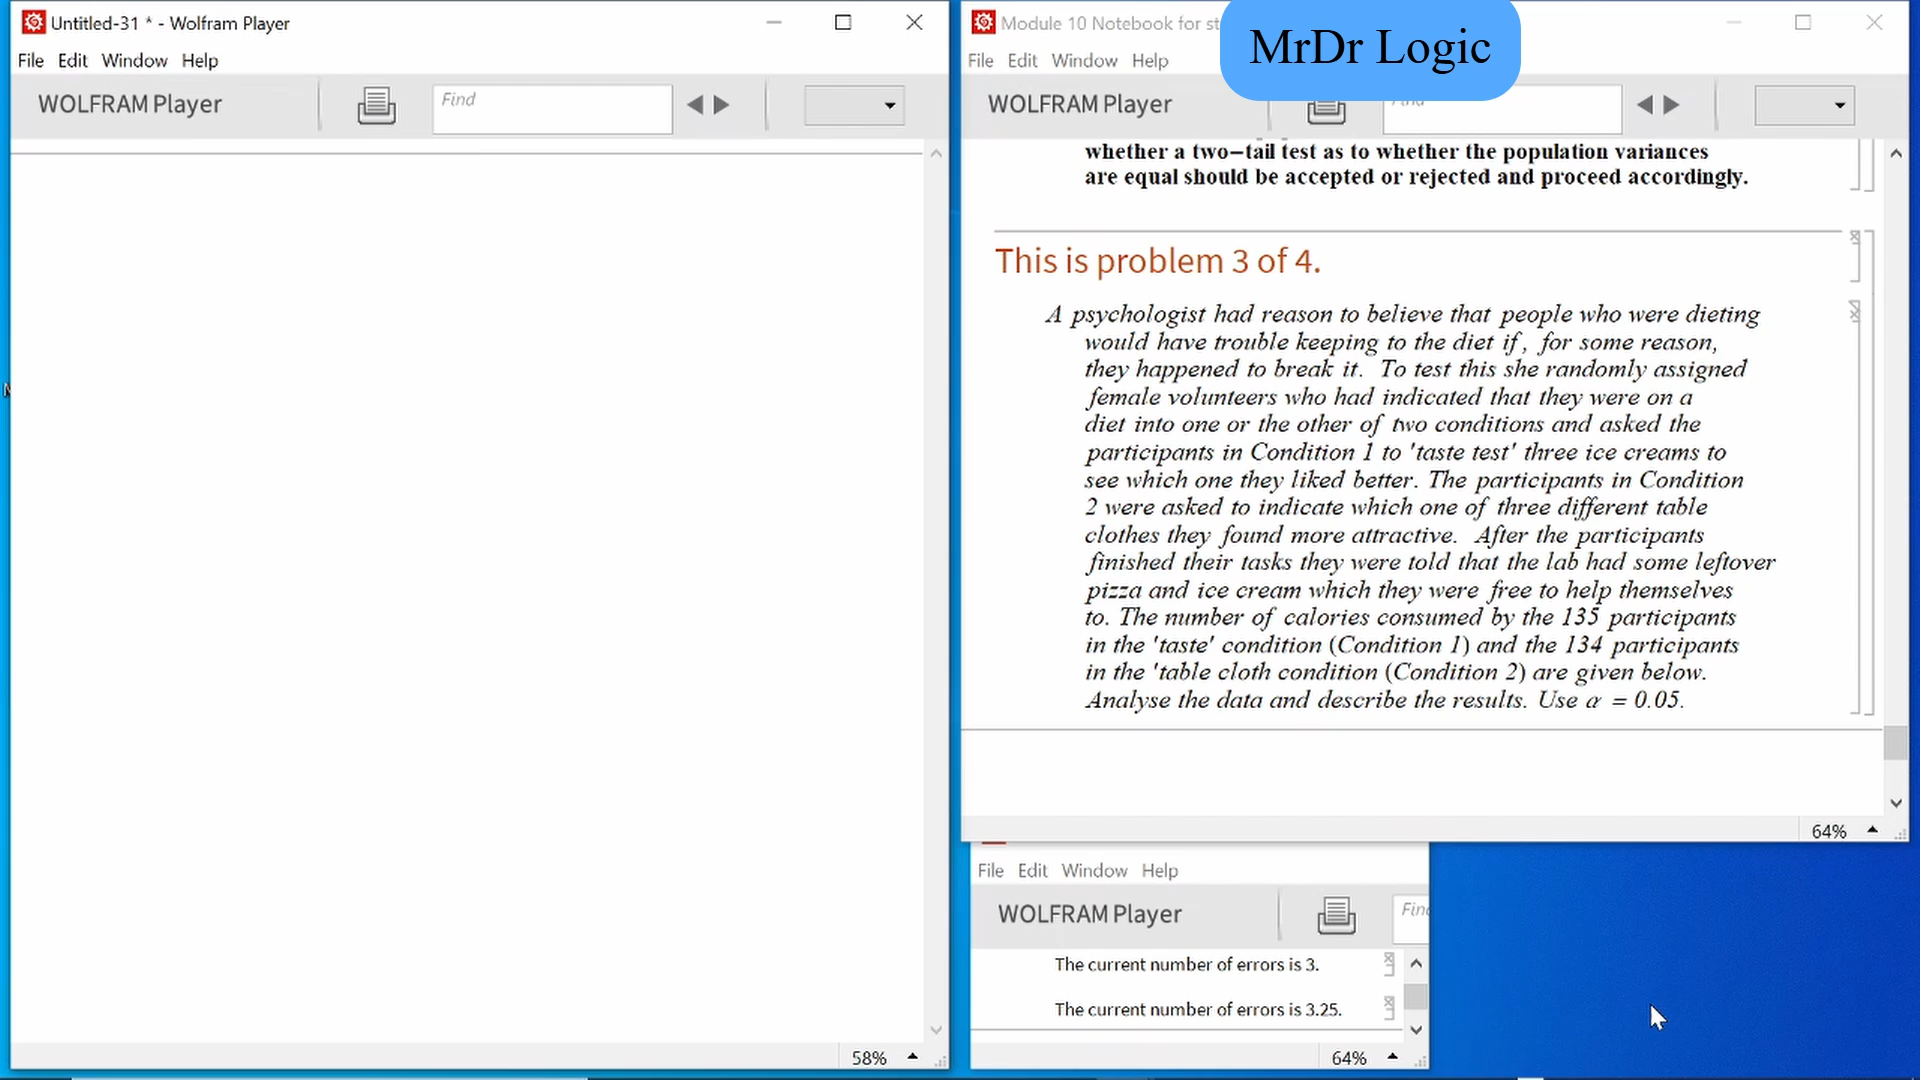 Untitled-31 * - Wolfram Player
File Edit Window Help
WOLFRAM Player
Find
58%
Module 10 Notebook for st
MrDr Logic
File Edit Window Help
WOLFRAM Player
whether a two-tail test as to whether the population variances
are equal should be accepted or rejected and proceed accordingly.
This is problem 3 of 4.
A psychologist had reason to believe that people who were dieting
would have trouble keeping to the diet if, for some reason,
they happened to break it. To test this she randomly assigned
female volunteers who had indicated that they were on a
diet into one or the other of two conditions and asked the
participants in Condition 1 to 'taste test' three ice creams to
see which one they liked better. The participants in Condition
2 were asked to indicate which one of three different table
clothes they found more attractive. After the participants
finished their tasks they were told that the lab had some leftover
pizza and ice cream which they were free to help themselves
to. The number of calories consumed by the 135 participants
in the 'taste' condition (Condition 1) and the 134 participants
in the 'table cloth condition (Condition 2) are given below.
Analyse the data and describe the results. Use α = 0.05.
64%
File Edit Window Help
WOLFRAM Player
The current number of errors is 3.
The current number of errors is 3.25.
64%